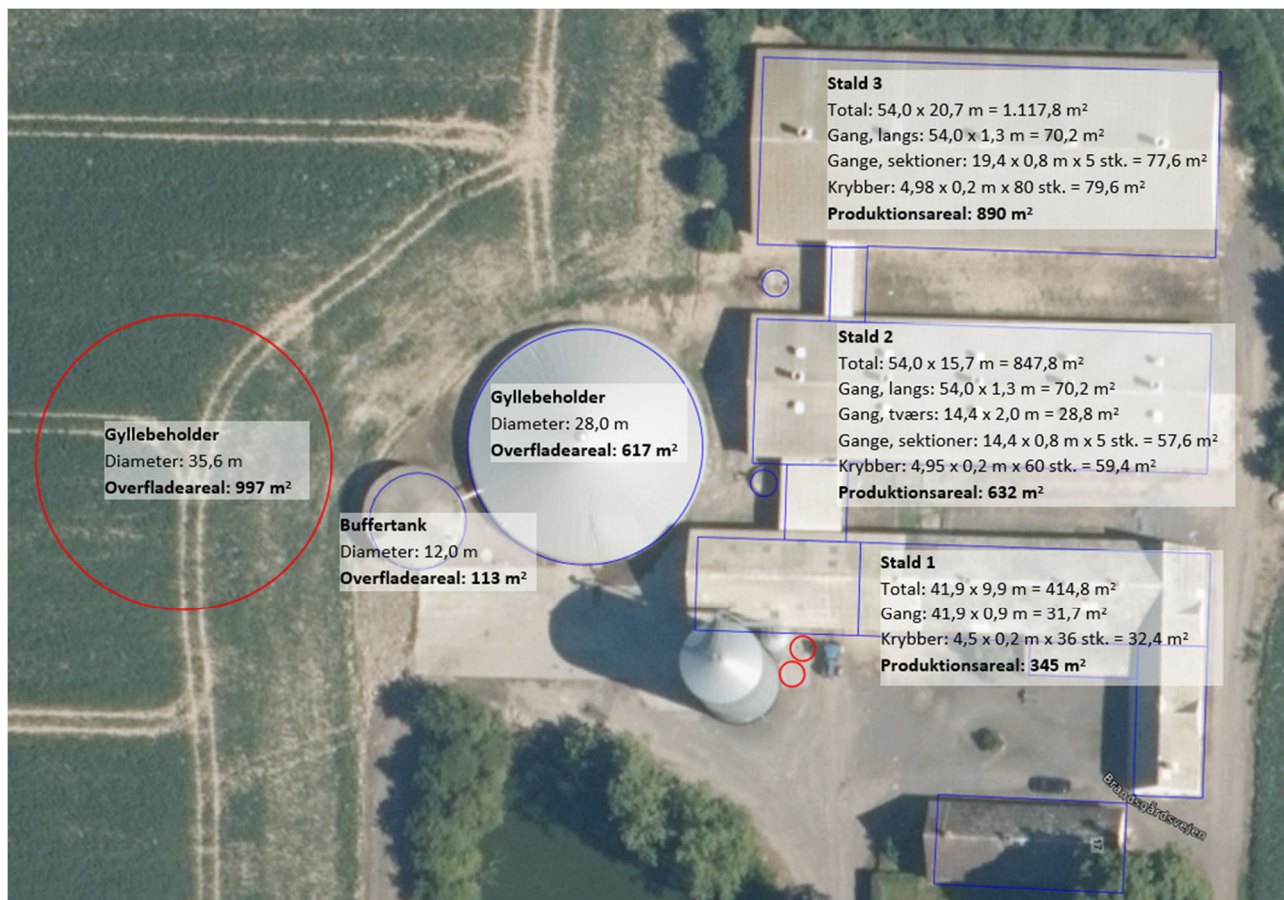 Stald 3
Total: 54,0 x 20,7 m = 1.117,8 m²
Gang, langs: 54,0 x 1,3 m = 70,2 m²
Gange, sektioner: 19,4 x 0,8 m x 5 stk. = 77,6 m²
Krybber: 4,98 x 0,2 m x 80 stk. = 79,6 m²
Produktionsareal: 890 m²
Stald 2
Total: 54,0 x 15,7 m = 847,8 m²
Gang, langs: 54,0 x 1,3 m = 70,2 m²
Gang, tværs: 14,4 x 2,0 m = 28,8 m²
Gange, sektioner: 14,4 x 0,8 m x 5 stk. = 57,6 m²
Krybber: 4,95 x 0,2 m x 60 stk. = 59,4 m²
Produktionsareal: 632 m²
Gyllebeholder
Diameter: 28,0 m
Overfladeareal: 617 m²
Gyllebeholder
Diameter: 35,6 m
Overfladeareal: 997 m²
Buffertank
Diameter: 12,0 m
Overfladeareal: 113 m²
Stald 1
Total: 41,9 x 9,9 m = 414,8 m²
Gang: 41,9 x 0,9 m = 31,7 m²
Krybber: 4,5 x 0,2 m x 36 stk. = 32,4 m²
Produktionsareal: 345 m²
Brandsgårdsvejen
17